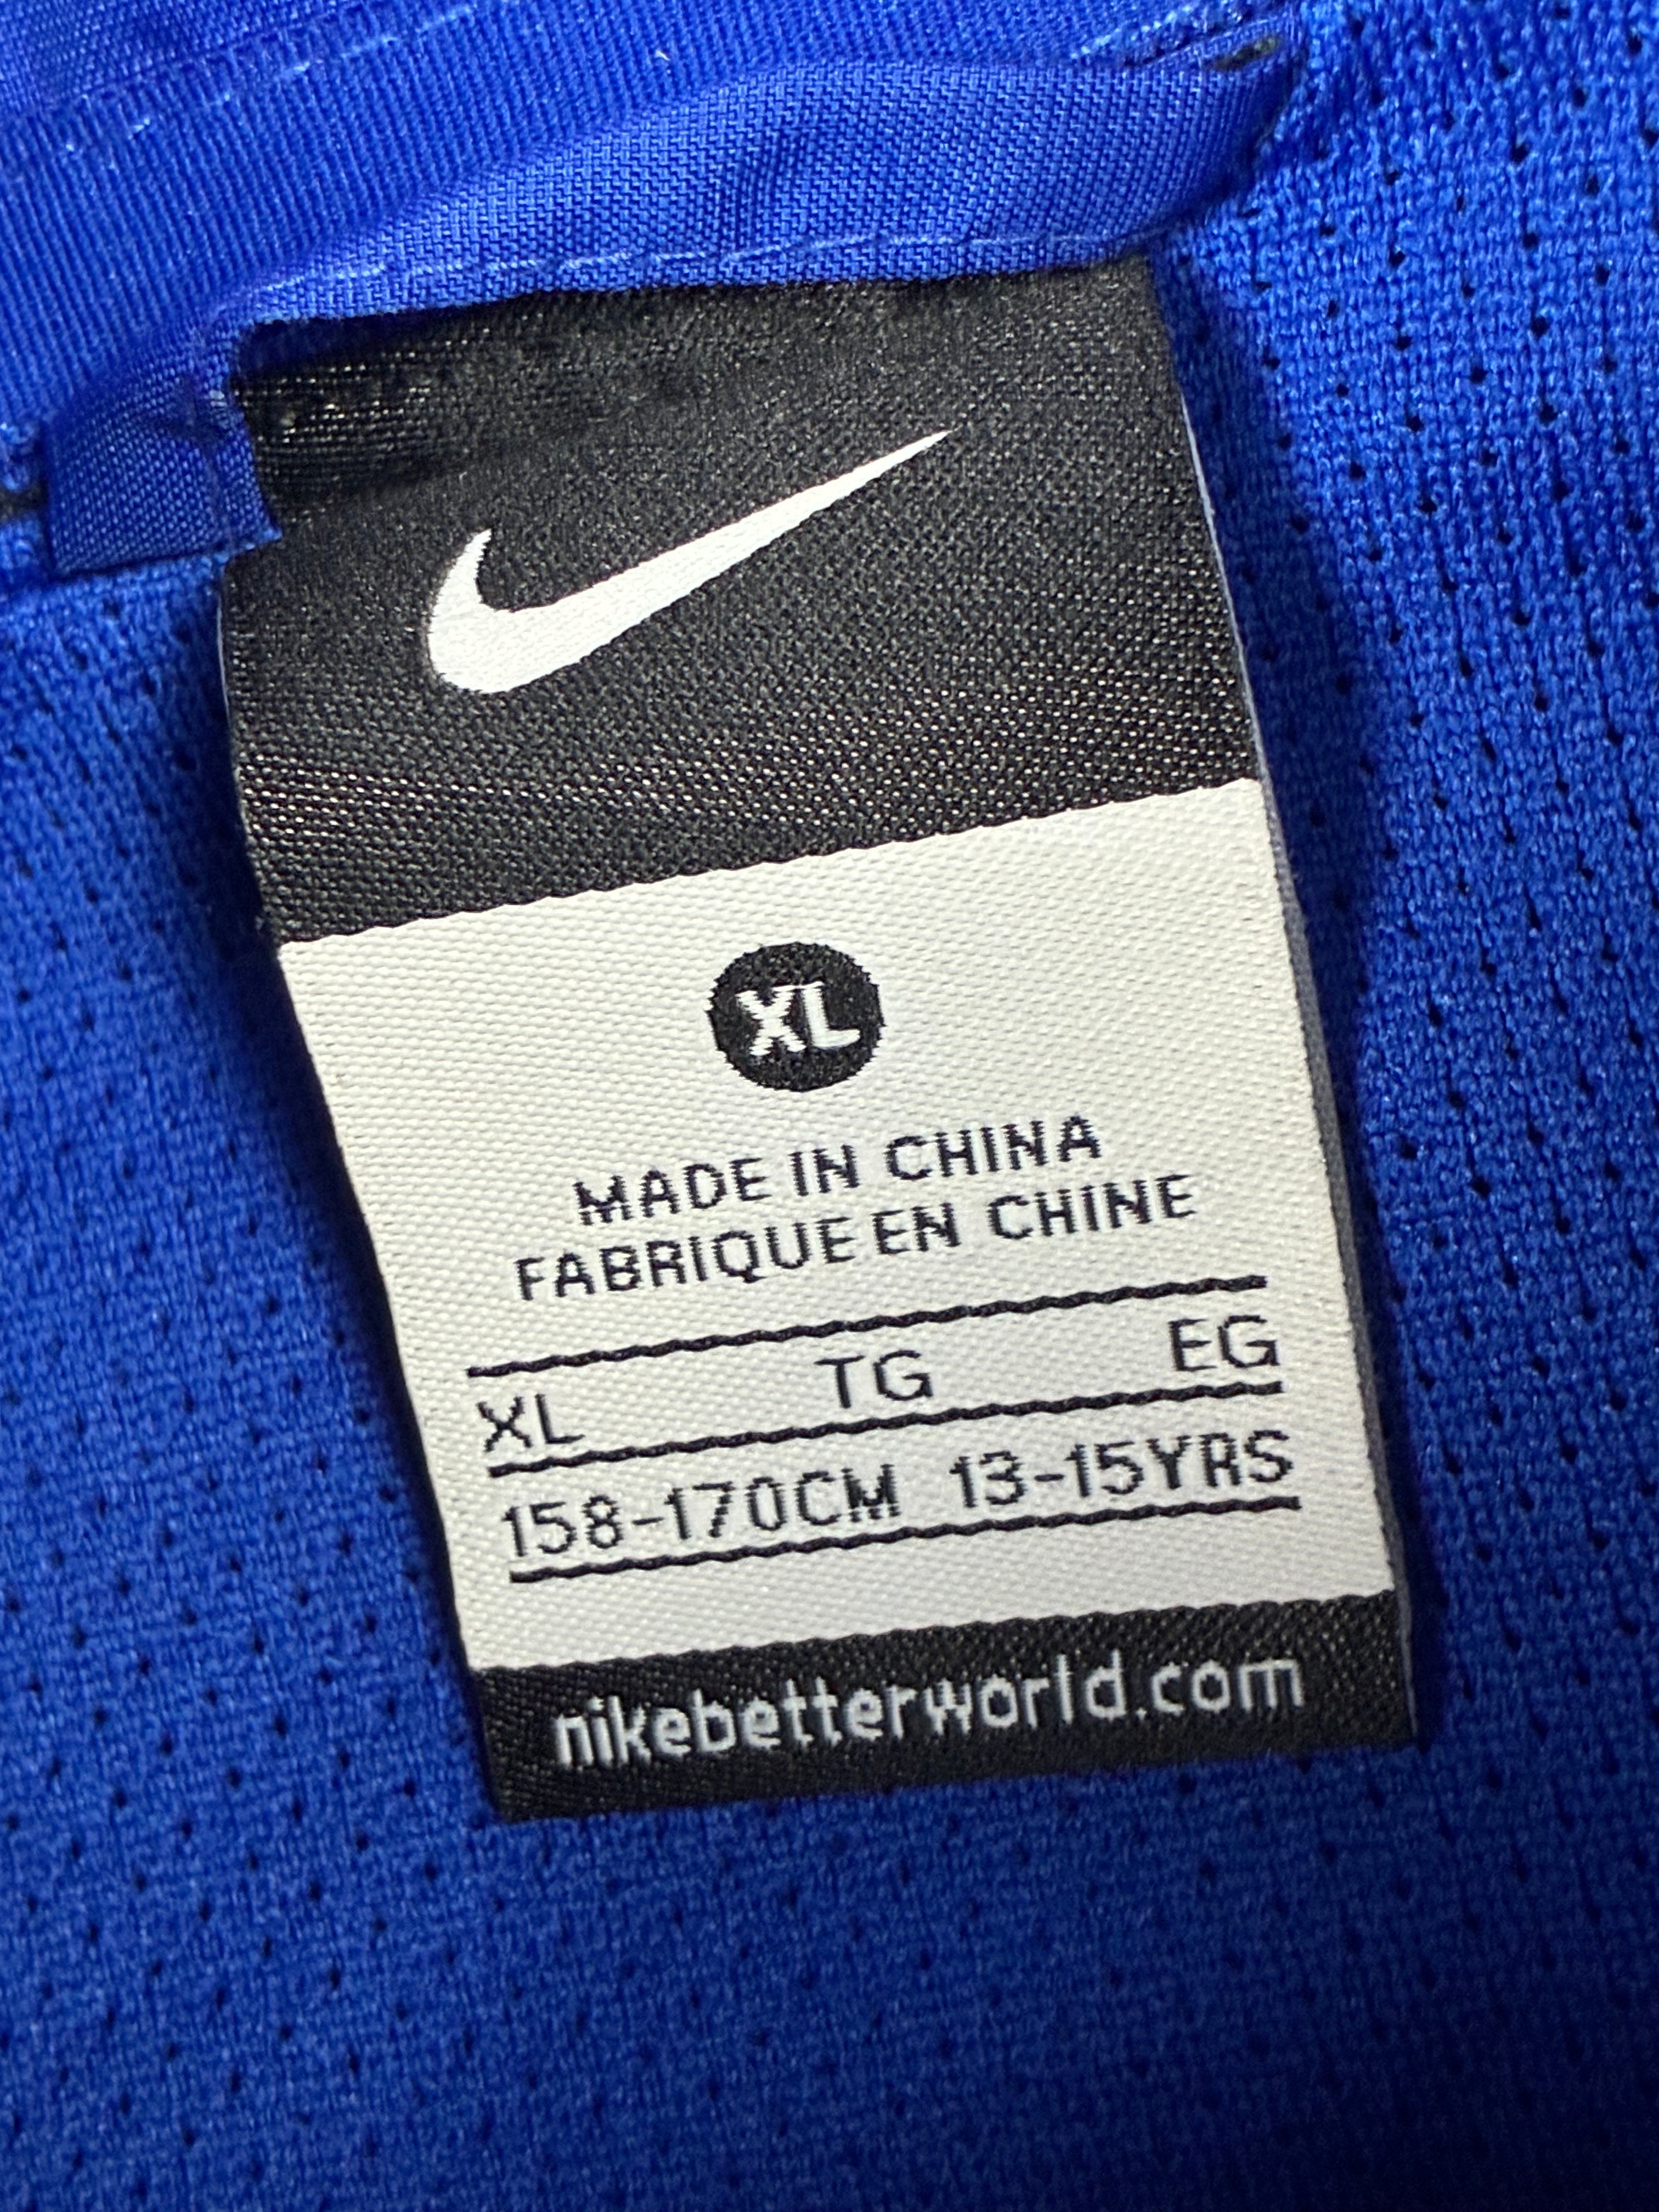 XL
MADE IN CHINA
FABRIQUE EN CHINE
XL TG EG
158-170CM 13-15YRS
nikebetterworld.com